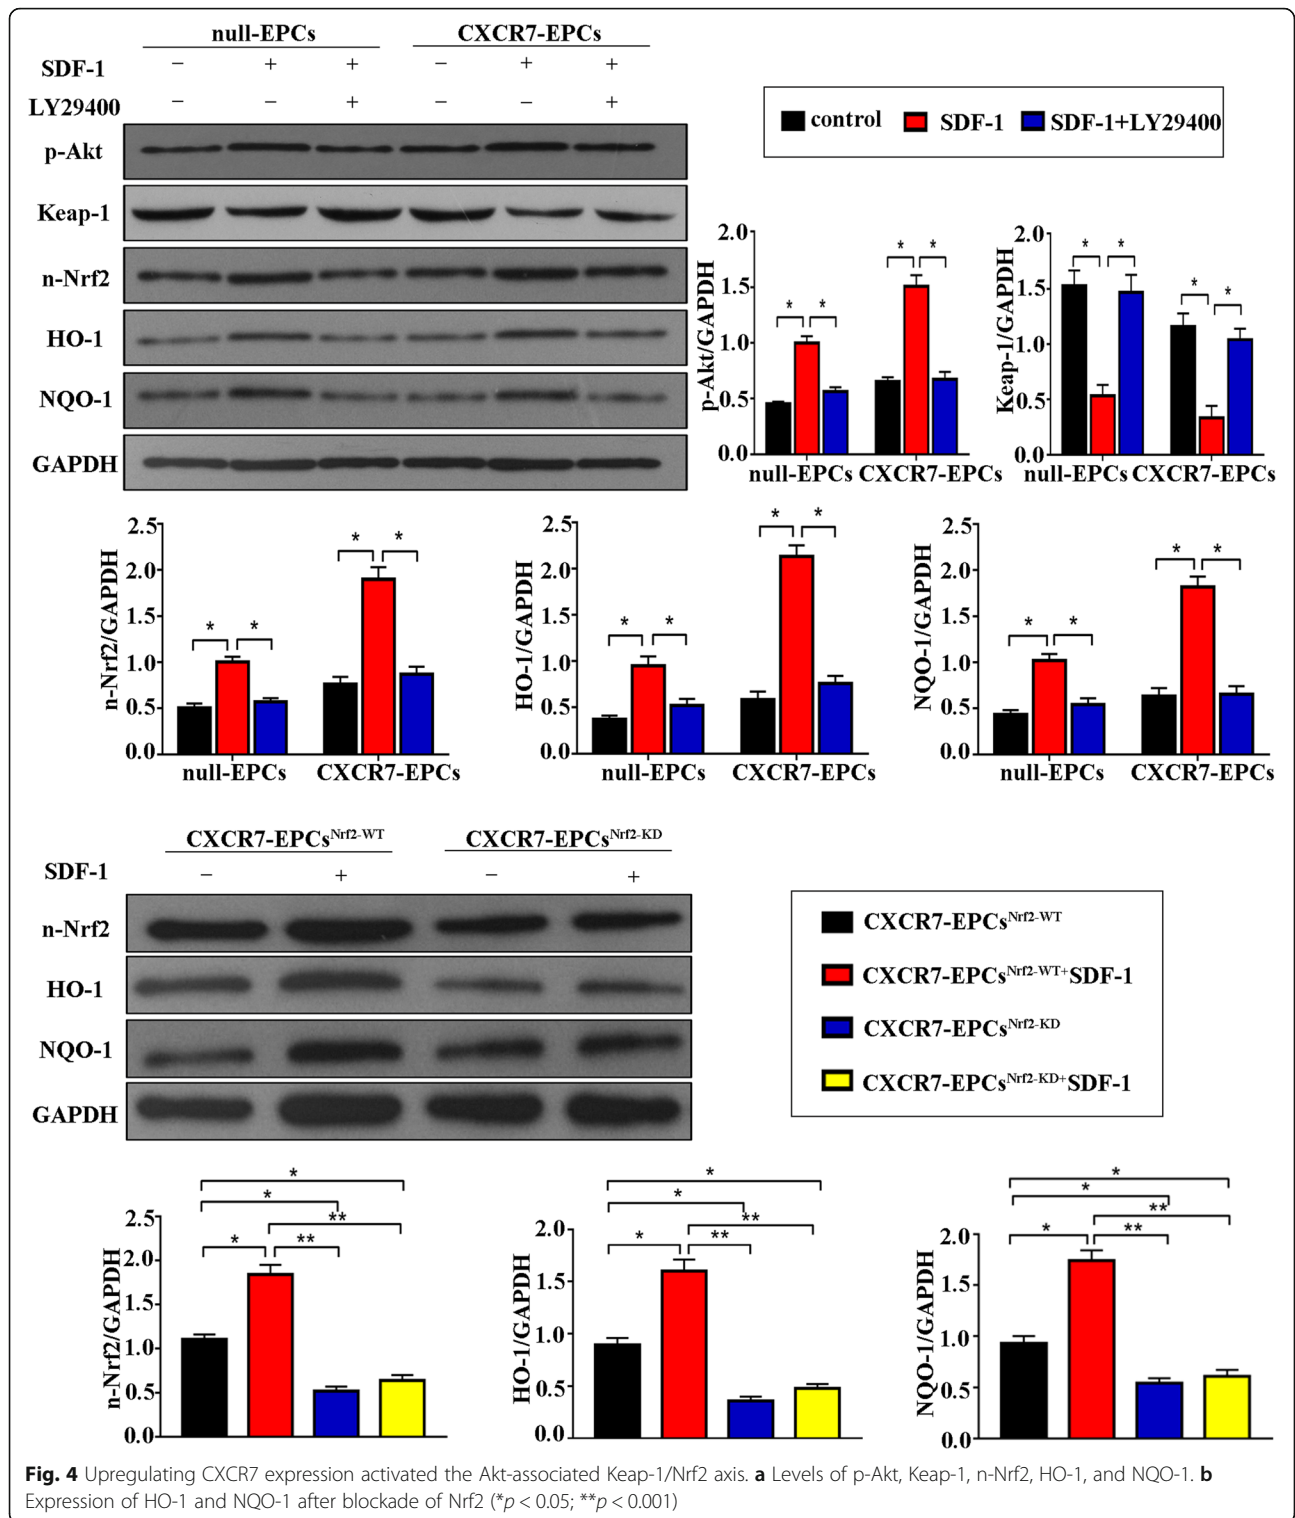 null-EPCs CXCR7-EPCs
SDF-1 − + + − + +
LY29400 − − + − − +
p-Akt
Keap-1
n-Nrf2
HO-1
NQO-1
GAPDH
control SDF-1 SDF-1+LY29400
p-Akt/GAPDH
2.0
1.5
1.0
0.5
0.0
* * * *
null-EPCs CXCR7-EPCs
Keap-1/GAPDH
2.0
1.5
1.0
0.5
0.0
* * * *
null-EPCs CXCR7-EPCs
n-Nrf2/GAPDH
2.5
2.0
1.5
1.0
0.5
0.0
* * * *
null-EPCs CXCR7-EPCs
HO-1/GAPDH
2.5
2.0
1.5
1.0
0.5
0.0
* * * *
null-EPCs CXCR7-EPCs
NQO-1/GAPDH
2.5
2.0
1.5
1.0
0.5
0.0
* * * *
null-EPCs CXCR7-EPCs
CXCR7-EPCsNrf2-WT CXCR7-EPCsNrf2-KD
SDF-1 − + − +
n-Nrf2
HO-1
NQO-1
GAPDH
CXCR7-EPCsNrf2-WT
CXCR7-EPCsNrf2-WT+SDF-1
CXCR7-EPCsNrf2-KD
CXCR7-EPCsNrf2-KD+SDF-1
n-Nrf2/GAPDH
2.5
2.0
1.5
1.0
0.5
0.0
*
*
**
* **
HO-1/GAPDH
2.0
1.5
1.0
0.5
0.0
*
*
**
* **
NQO-1/GAPDH
2.0
1.5
1.0
0.5
0.0
*
*
**
* **
Fig. 4 Upregulating CXCR7 expression activated the Akt-associated Keap-1/Nrf2 axis. a Levels of p-Akt, Keap-1, n-Nrf2, HO-1, and NQO-1. b
Expression of HO-1 and NQO-1 after blockade of Nrf2 (*p < 0.05; **p < 0.001)